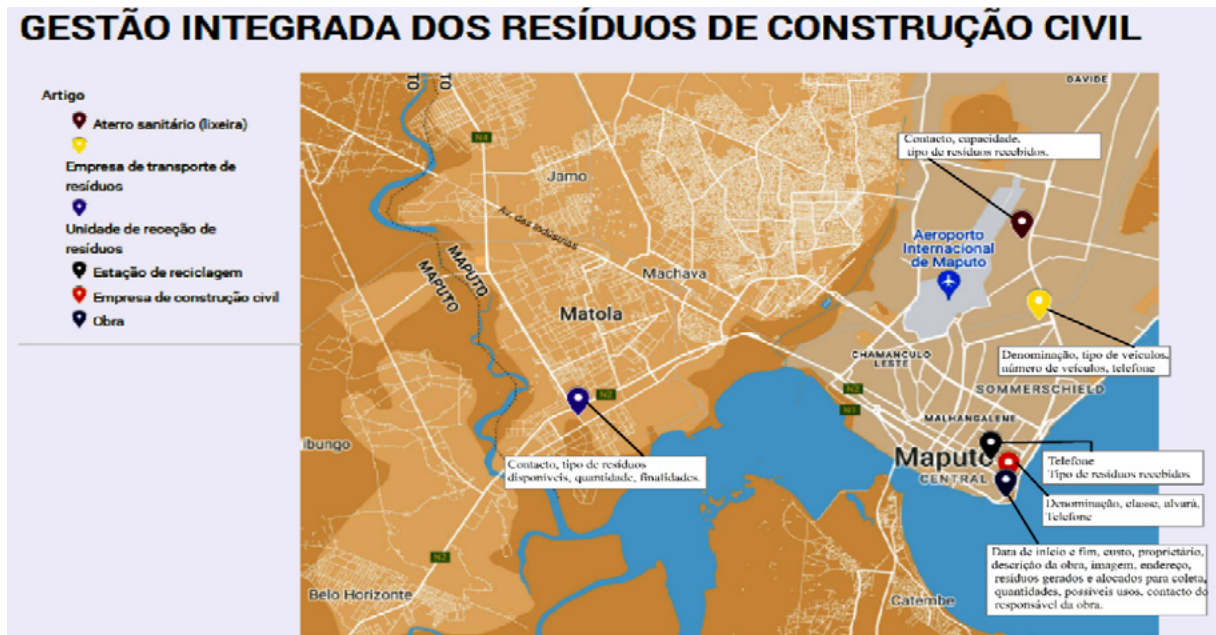 GESTÃO INTEGRADA DOS RESÍDUOS DE CONSTRUÇÃO CIVIL
Artigo
Aterro sanitário (lixeira)
Empresa de transporte de
resíduos
Unidade de receção de
resíduos
Estação de reciclagem
Empresa de construção civil
Obra
TO
TO
DAVIDE
N4
Contacto, capacidade,
tipo de resíduos recebidos.
Jamo
Av. das Indústrias
Aeroporto
Internacional
de Maputo
MAPUTO
MAPUTO
Machava
Matola
CHAMANCULO
LESTE
Denominação, tipo de veículos,
número de veículos, telefone
SOMMERSCHIELD
N2
N2
N1
MALHANGALENE
ibungo
Maputo
CENTRAL
Contacto, tipo de resíduos
disponíveis, quantidade, finalidades.
Telefone
Tipo de resíduos recebidos
Denominação, classe, alvará,
Telefone
N2
Data de início e fim, custo, proprietário,
descrição da obra, imagem, endereço,
resíduos gerados e alocados para coleta,
quantidades, possíveis usos, contacto do
responsável da obra.
Belo Horizonte
Catembe